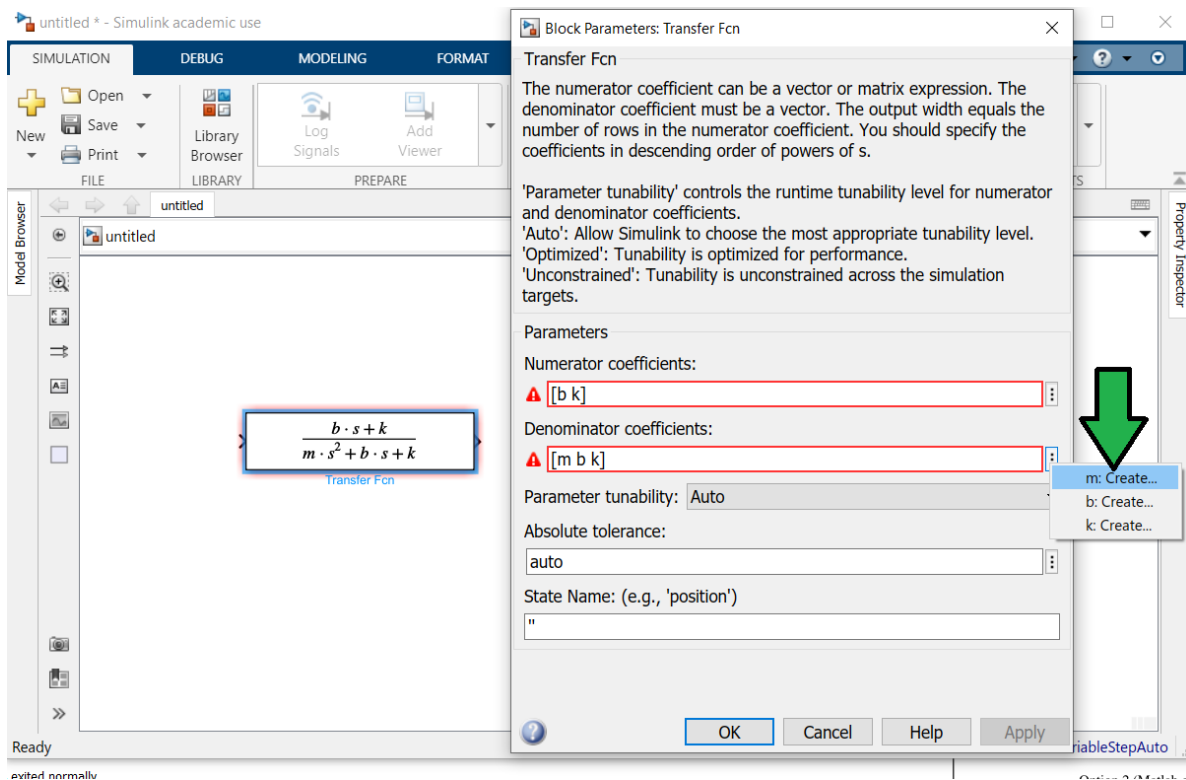 untitled * - Simulink academic use
SIMULATION
DEBUG
MODELING
FORMAT
New
Open
Save
Print
FILE
Library
Browser
LIBRARY
Log
Signals
Add
Viewer
PREPARE
untitled
untitled
Model Browser
b · s + k
m · s² + b · s + k
Transfer Fcn
Ready
exited normally
Block Parameters: Transfer Fcn
Transfer Fcn
The numerator coefficient can be a vector or matrix expression. The
denominator coefficient must be a vector. The output width equals the
number of rows in the numerator coefficient. You should specify the
coefficients in descending order of powers of s.
'Parameter tunability' controls the runtime tunability level for numerator
and denominator coefficients.
'Auto': Allow Simulink to choose the most appropriate tunability level.
'Optimized': Tunability is optimized for performance.
'Unconstrained': Tunability is unconstrained across the simulation
targets.
Parameters
Numerator coefficients:
[b k]
Denominator coefficients:
[m b k]
Parameter tunability: Auto
Absolute tolerance:
auto
State Name: (e.g., 'position')
''
OK
Cancel
Help
Apply
m: Create...
b: Create...
k: Create...
Property Inspector
riableStepAuto